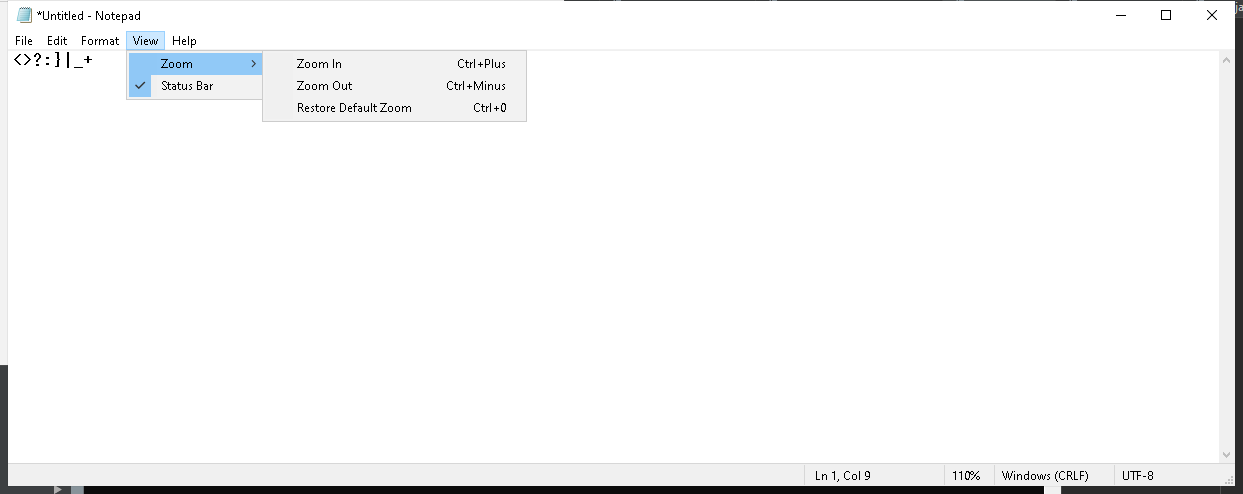 *Untitled - Notepad
File Edit Format View Help
<>?:}|_+
Zoom
Status Bar
Zoom In Ctrl+Plus
Zoom Out Ctrl+Minus
Restore Default Zoom Ctrl+0
Ln 1, Col 9 110% Windows (CRLF) UTF-8